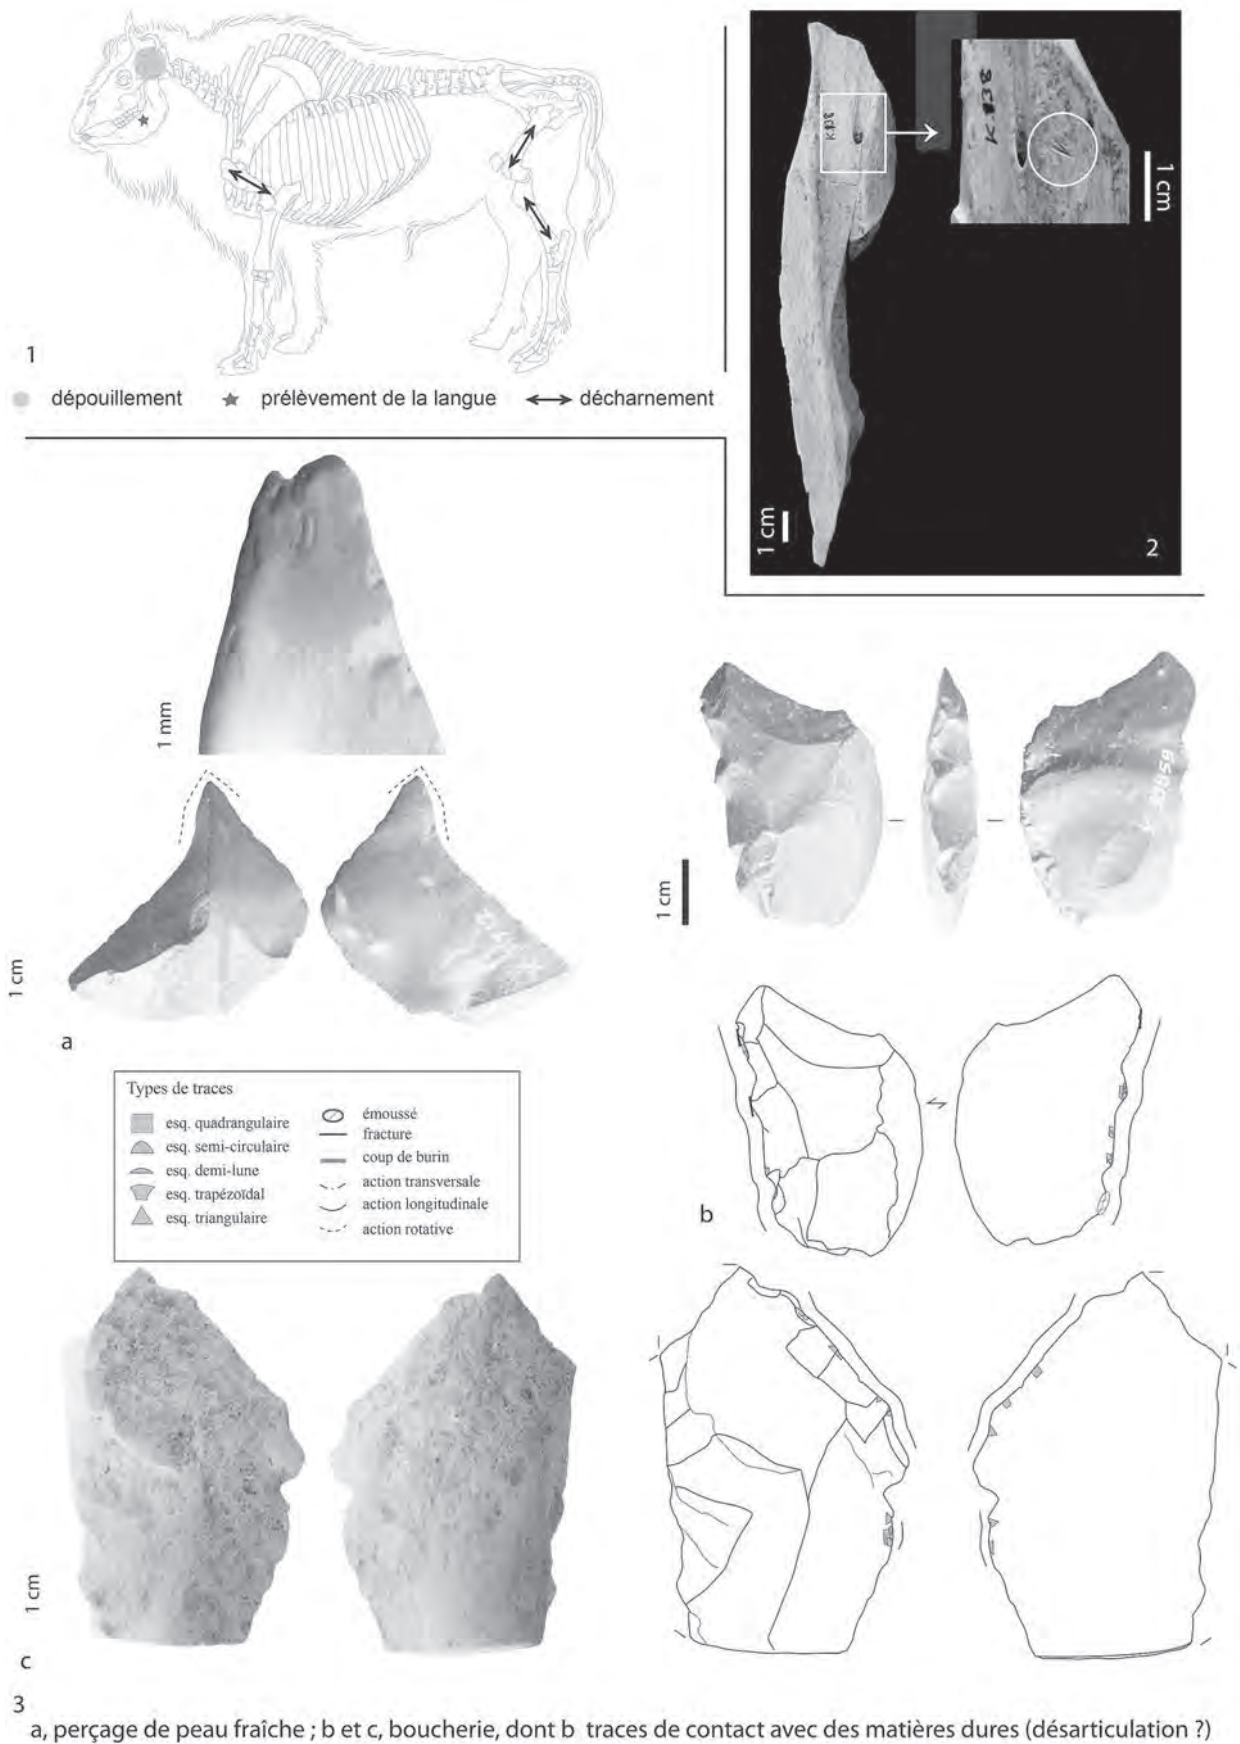 1
dépouillement
prélèvement de la langue
décharnement
1 cm
1 cm
2
1 mm
1 cm
a
1 cm
b
Types de traces
esq. quadrangulaire
esq. semi-circulaire
esq. demi-lune
esq. trapézoïdal
esq. triangulaire
émoussé
fracture
coup de burin
action transversale
action longitudinale
action rotative
1 cm
c
3
a, perçage de peau fraîche ; b et c, boucherie, dont b traces de contact avec des matières dures (désarticulation ?)